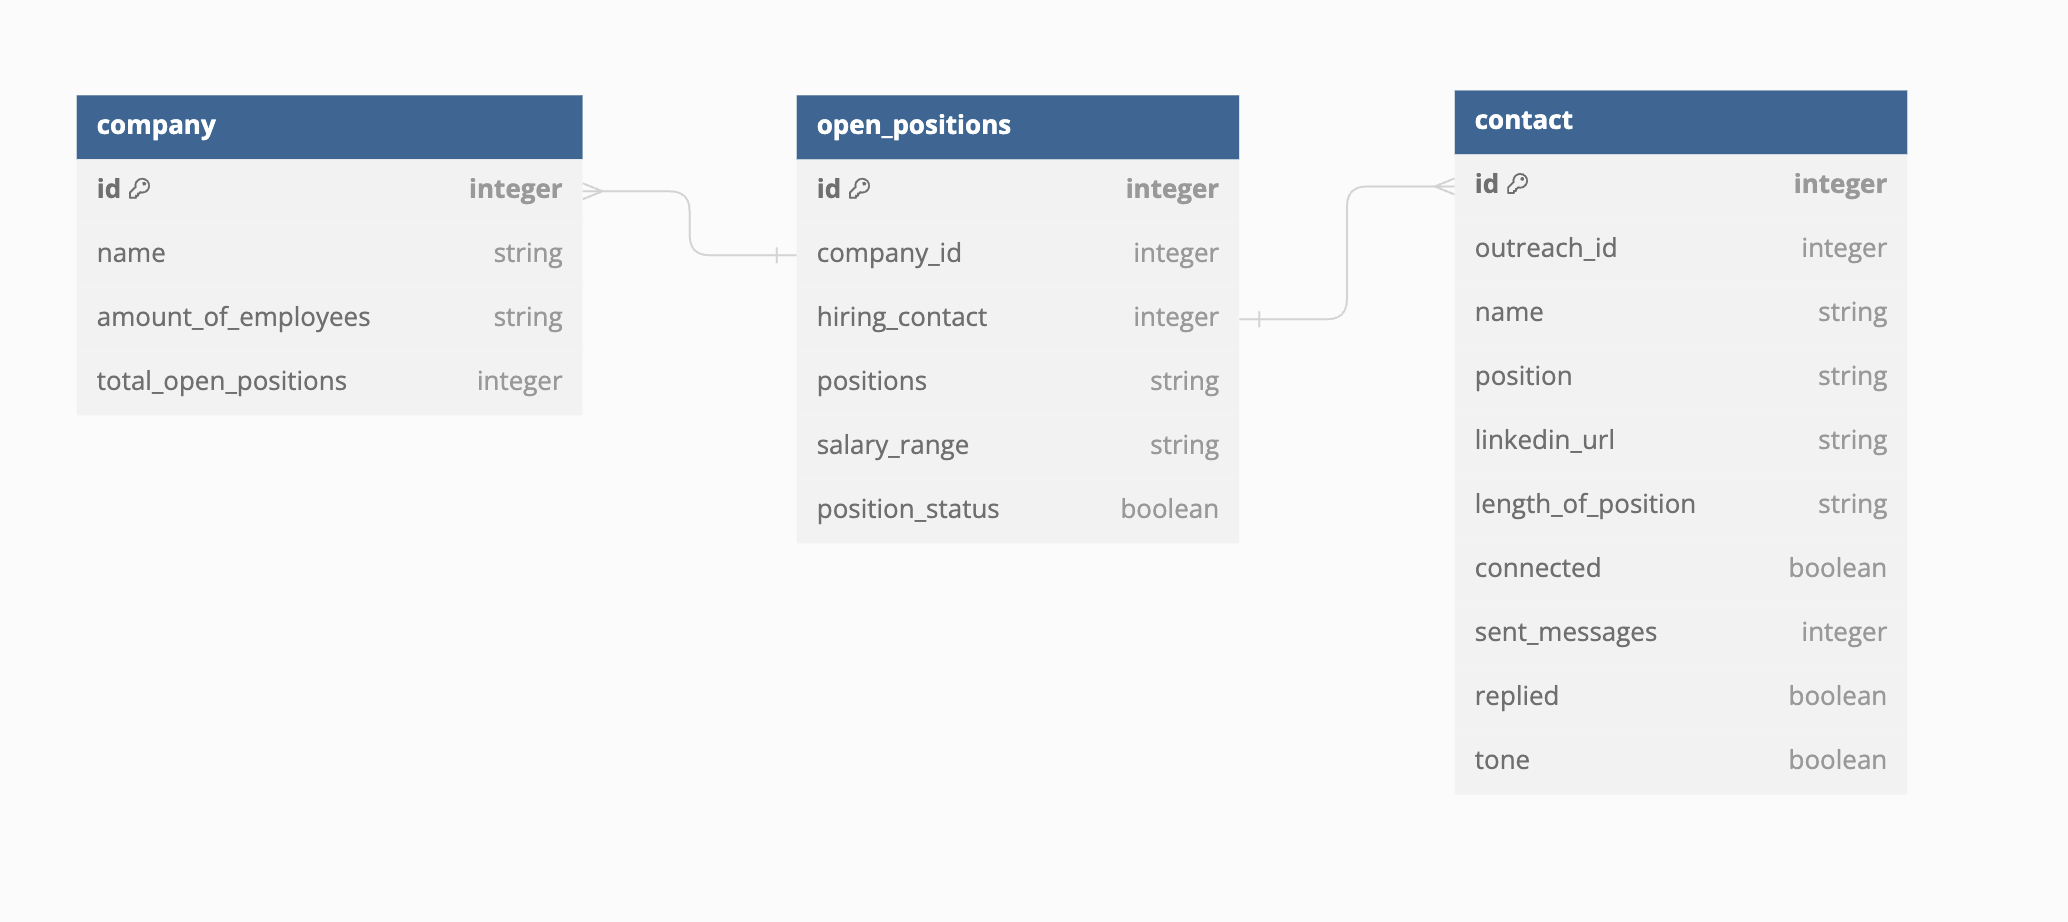 company
id integer
name string
amount_of_employees string
total_open_positions integer
open_positions
id integer
company_id integer
hiring_contact integer
positions string
salary_range string
position_status boolean
contact
id integer
outreach_id integer
name string
position string
linkedin_url string
length_of_position string
connected boolean
sent_messages integer
replied boolean
tone boolean